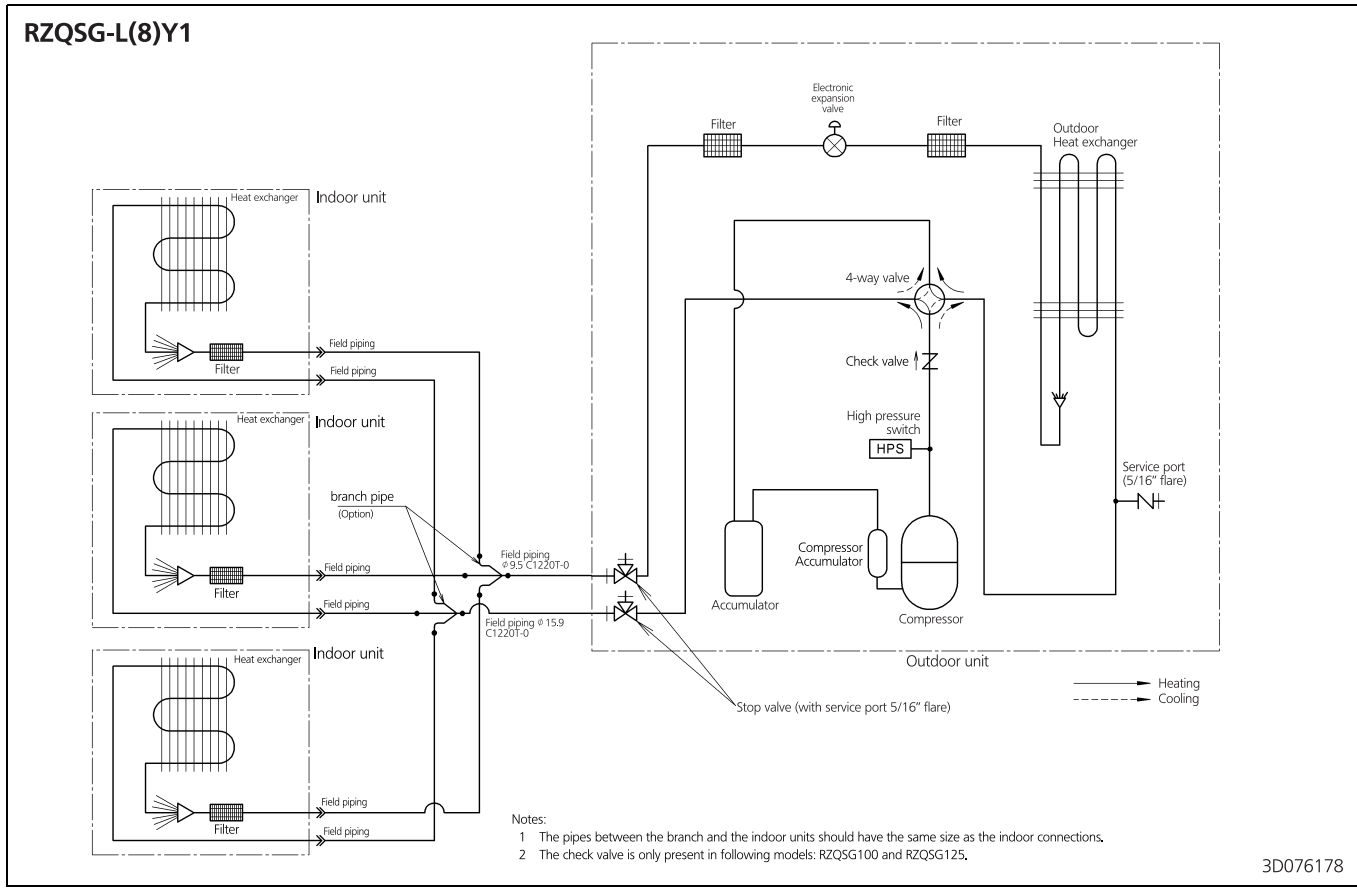 RZQSG-L(8)Y1
Electronic
expansion
valve
Filter
Filter
Outdoor
Heat exchanger
Heat exchanger
Indoor unit
4-way valve
Check valve
High pressure
switch
HPS
Filter
Field piping
Field piping
Heat exchanger
Indoor unit
Service port
(5/16" flare)
branch pipe
(Option)
Compressor
Accumulator
Field piping
φ 9.5 C1220T-0
Field piping
Filter
Field piping
Accumulator
Compressor
Field piping φ 15.9
C1220T-0
Heat exchanger
Indoor unit
Outdoor unit
Heating
Cooling
Stop valve (with service port 5/16" flare)
Field piping
Filter
Field piping
Notes:
1 The pipes between the branch and the indoor units should have the same size as the indoor connections.
2 The check valve is only present in following models: RZQSG100 and RZQSG125.
3D076178